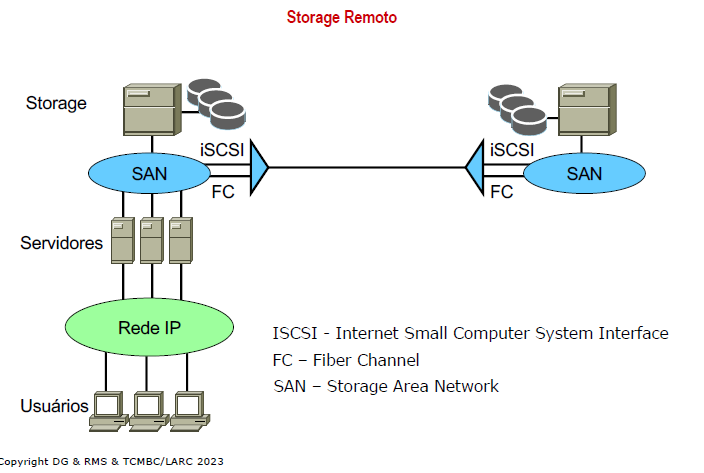 Storage Remoto
Storage
iSCSI
iSCSI
SAN
SAN
FC
FC
Servidores
Rede IP
ISCSI - Internet Small Computer System Interface
FC – Fiber Channel
SAN – Storage Area Network
Usuários
Copyright DG & RMS & TCMBC/LARC 2023